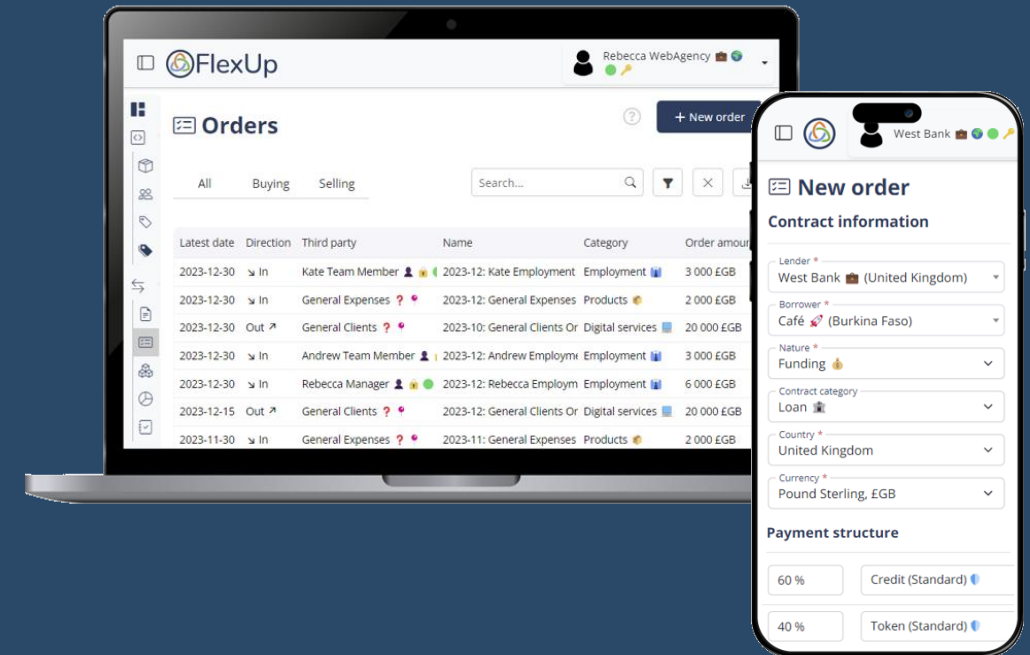 FlexUp
Rebecca WebAgency
Orders
?
+ New order
All Buying Selling
Search...
Latest date Direction Third party Name Category Order amoun
2023-12-30 In Kate Team Member 2023-12: Kate Employment Employment 3 000 £GB
2023-12-30 In General Expenses 2023-12: General Expenses Products 2 000 £GB
2023-12-30 Out General Clients 2023-10: General Clients Or Digital services 20 000 £GB
2023-12-30 In Andrew Team Member 2023-12: Andrew Employme Employment 3 000 £GB
2023-12-30 In Rebecca Manager 2023-12: Rebecca Employm Employment 6 000 £GB
2023-12-15 Out General Clients 2023-12: General Clients Or Digital services 20 000 £GB
2023-11-30 In General Expenses 2023-11: General Expenses Products 2 000 £GB
West Bank
New order
Contract information
Lender *
West Bank (United Kingdom)
Borrower *
Café (Burkina Faso)
Nature *
Funding
Contract category
Loan
Country *
United Kingdom
Currency *
Pound Sterling, £GB
Payment structure
60 % Credit (Standard)
40 % Token (Standard)